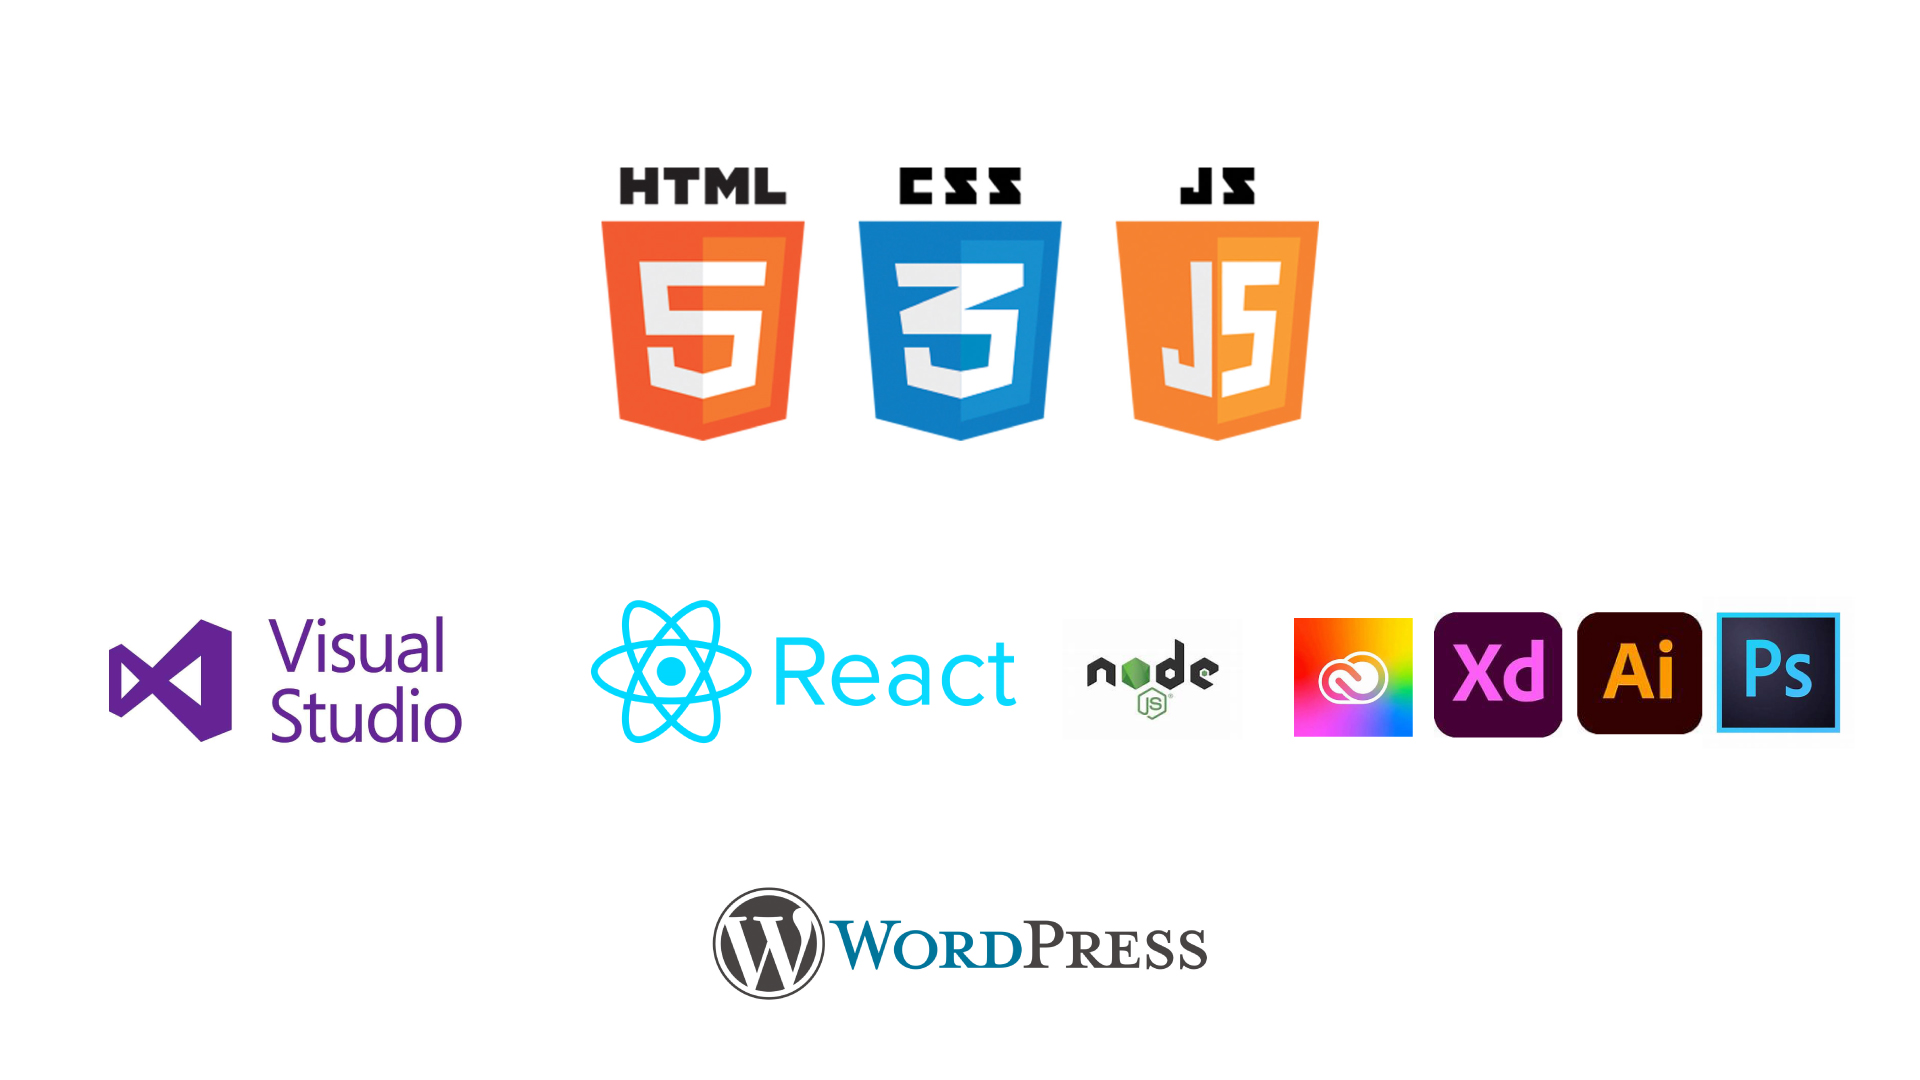 HTML CSS JS
5 3 JS
Visual
Studio
React
node
JS
Xd Ai Ps
W WORDPRESS